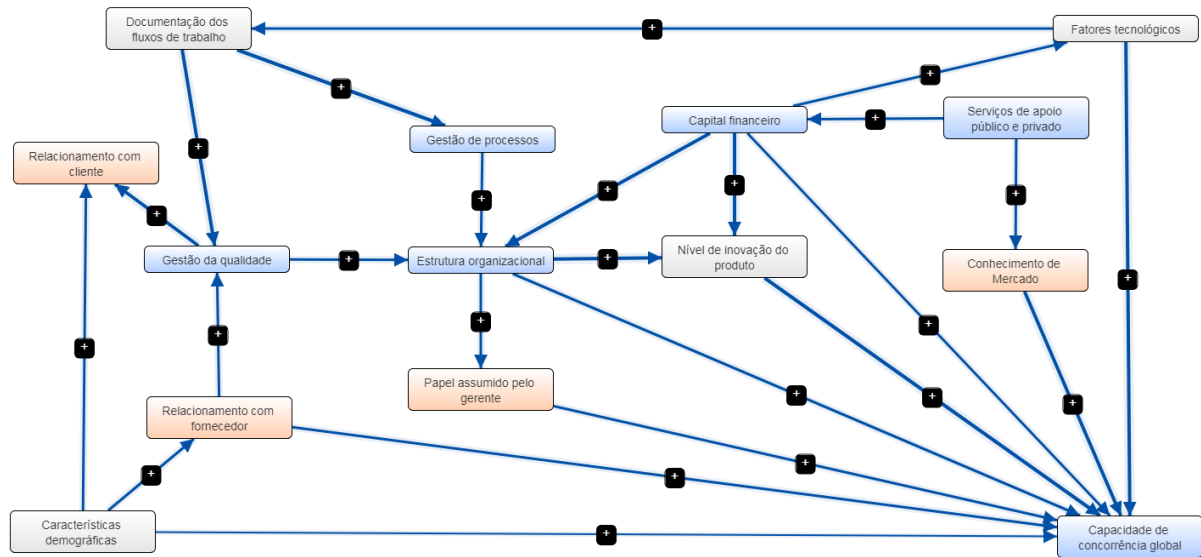 Documentação dos
fluxos de trabalho
+
Fatores tecnológicos
+
+
Capital financeiro
+
Serviços de apoio
público e privado
Gestão de processos
+
Relacionamento com
cliente
+
+
+
+
+
+
Gestão da qualidade
+
Estrutura organizacional
+
Nível de inovação do
produto
Conhecimento de
Mercado
+
+
+
+
+
Papel assumido pelo
gerente
+
+
+
Relacionamento com
fornecedor
+
+
+
Características
demográficas
+
Capacidade de
concorrência global